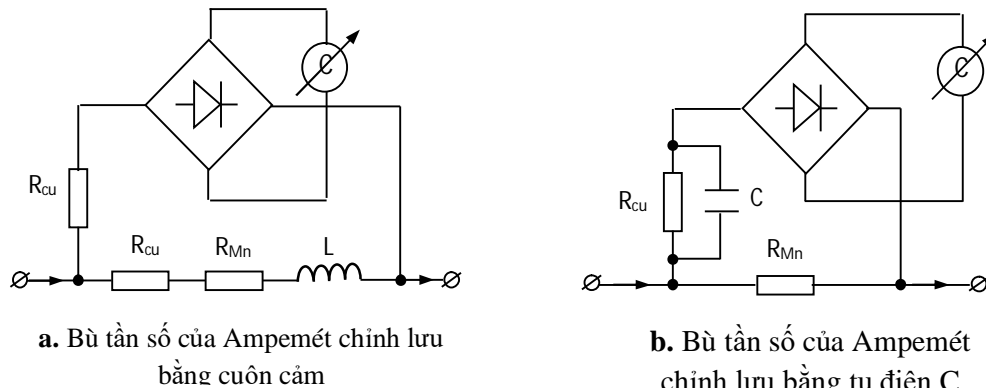 C
R_cu
R_cu
R_Mn
L
a. Bù tần số của Ampemét chỉnh lưu
bằng cuôn cảm
C
R_cu
C
R_Mn
b. Bù tần số của Ampemét
chỉnh lưu bằng tụ điện C